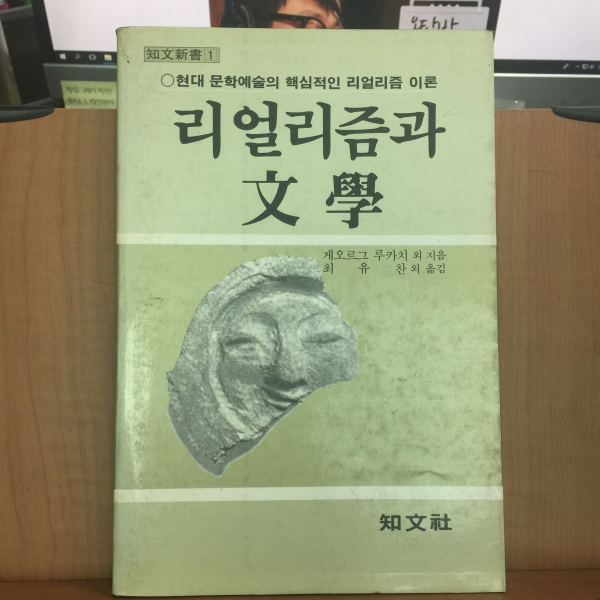 知文新書 1
○현대 문학예술의 핵심적인 리얼리즘 이론
리얼리즘과
文學
게오르그 루카치 외 지음
최 유 찬 외 옮김
知文社